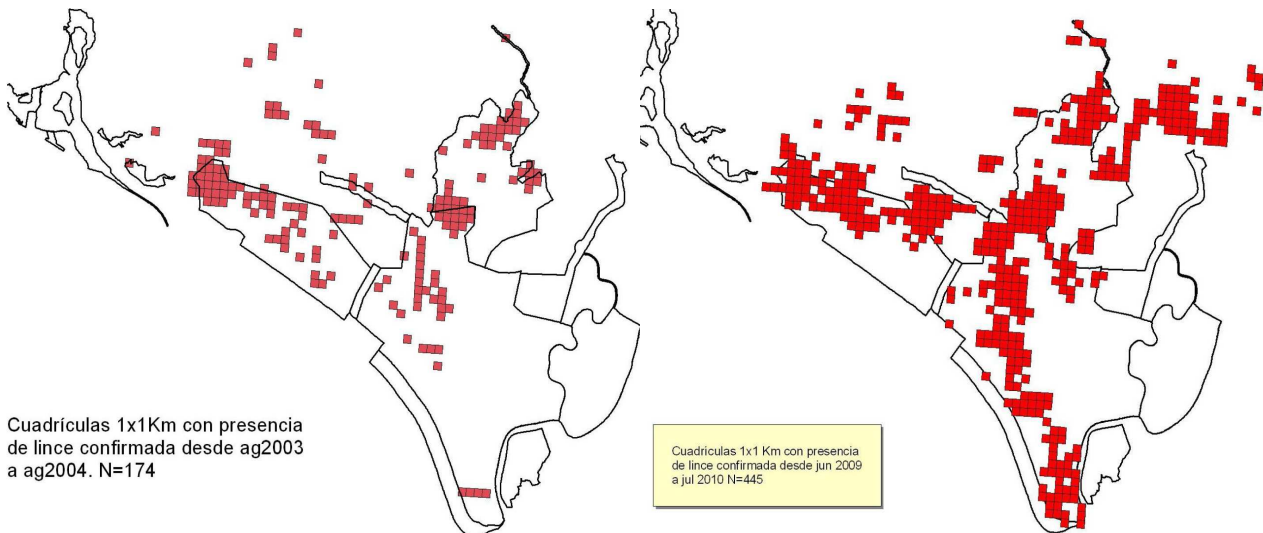 Cuadrículas 1x1Km con presencia
de lince confirmada desde ag2003
a ag2004. N=174
Cuadriculas 1x1 Km con presencia
de lince confirmada desde jun 2009
a jul 2010 N=445